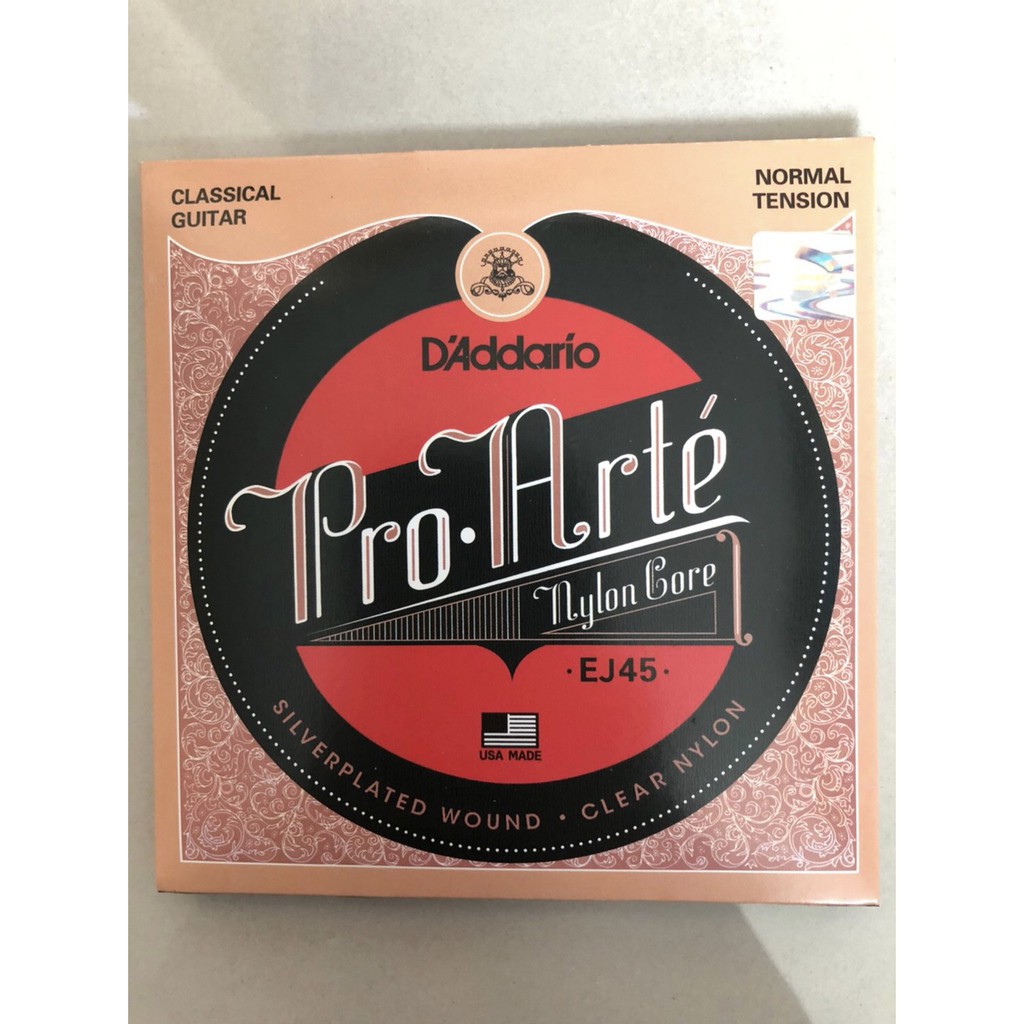 CLASSICAL
GUITAR
NORMAL
TENSION
D'Addario
Pro·Arté
Nylon Core
·EJ45·
USA MADE
SILVERPLATED WOUND · CLEAR NYLON